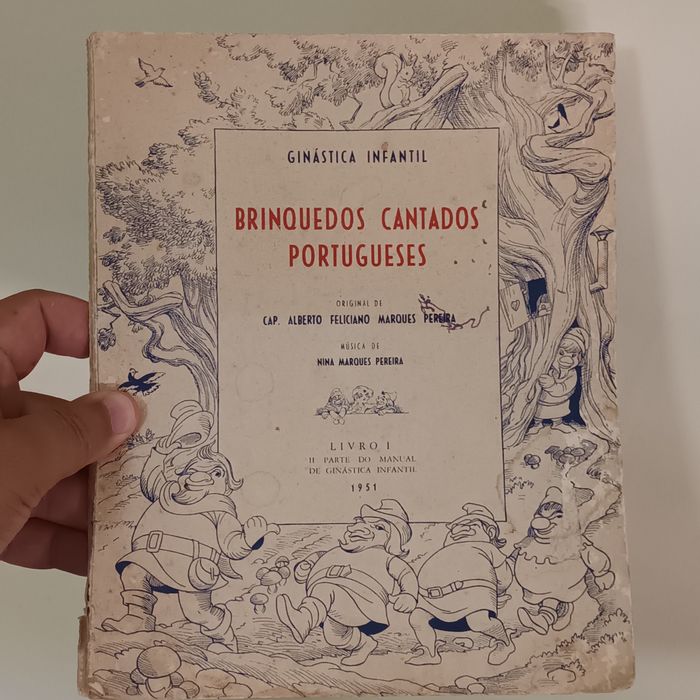 GINÁSTICA INFANTIL
BRINQUEDOS CANTADOS
PORTUGUESES
ORIGINAL DE
CAP. ALBERTO FELICIANO MARQUES PEREIRA
MÚSICA DE
NINA MARQUES PEREIRA
LIVRO I
II PARTE DO MANUAL
DE GINÁSTICA INFANTIL
1951